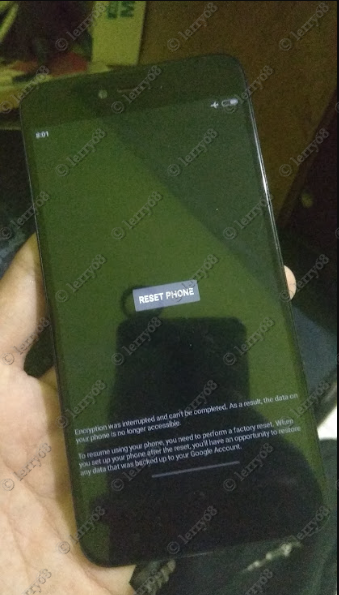 8:01
RESET PHONE
Encryption was interrupted and can't be completed. As a result, the data on
your phone is no longer accessible.
To resume using your phone, you need to perform a factory reset. When
you set up your phone after the reset, you'll have an opportunity to restore
any data that was backed up to your Google Account.
© lerry08